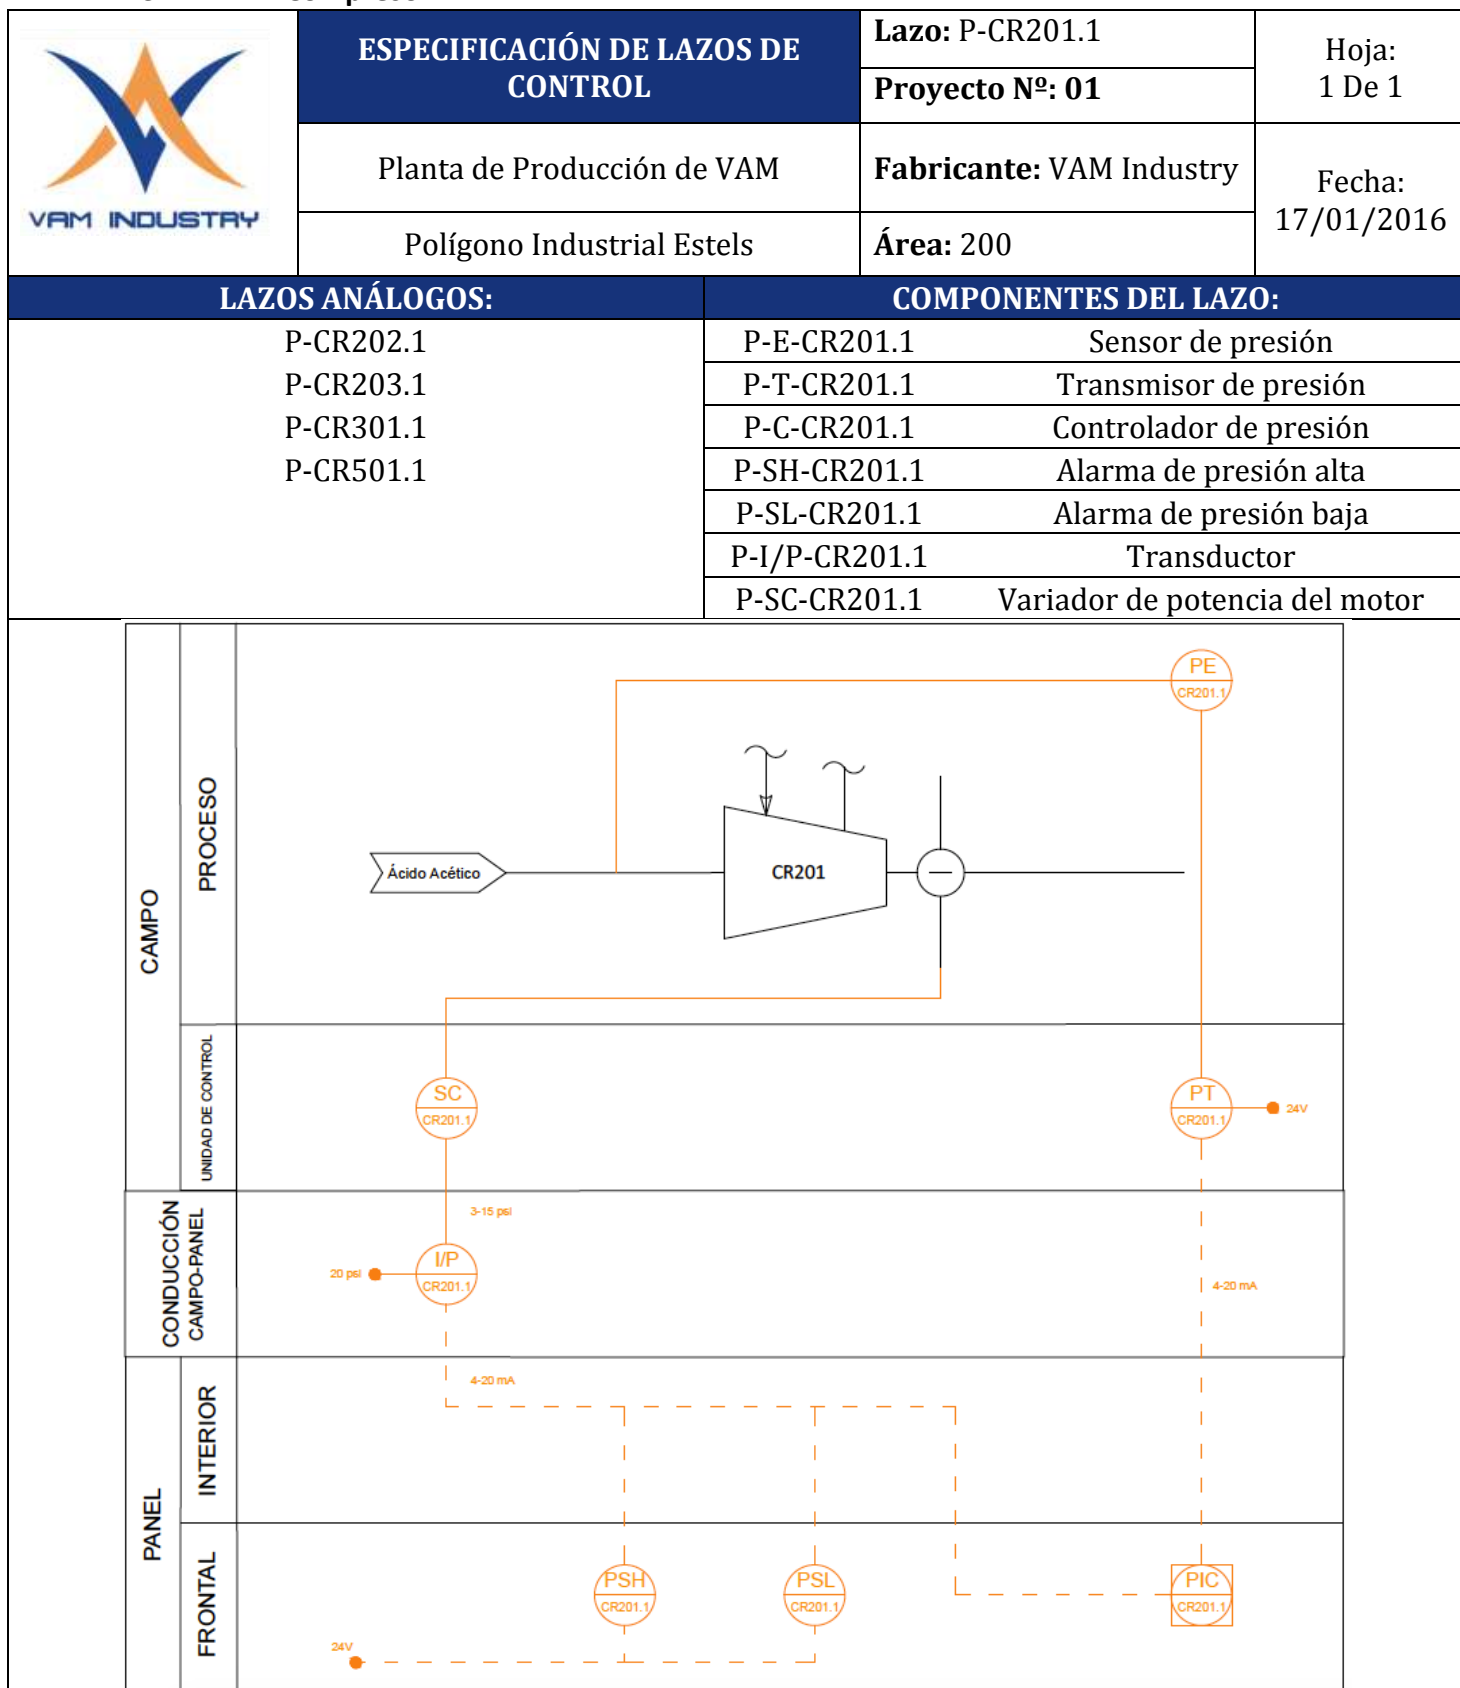 VAM INDUSTRY
ESPECIFICACIÓN DE LAZOS DE
CONTROL
Lazo: P-CR201.1
Proyecto Nº: 01
Hoja:
1 De 1
Planta de Producción de VAM
Fabricante: VAM Industry
Fecha:
17/01/2016
Polígono Industrial Estels
Área: 200
LAZOS ANÁLOGOS:
COMPONENTES DEL LAZO:
P-CR202.1
P-CR203.1
P-CR301.1
P-CR501.1
P-E-CR201.1 Sensor de presión
P-T-CR201.1 Transmisor de presión
P-C-CR201.1 Controlador de presión
P-SH-CR201.1 Alarma de presión alta
P-SL-CR201.1 Alarma de presión baja
P-I/P-CR201.1 Transductor
P-SC-CR201.1 Variador de potencia del motor
CAMPO
PROCESO
PE
CR201.1
Ácido Acético
CR201
UNIDAD DE CONTROL
SC
CR201.1
PT
CR201.1
24V
CONDUCCIÓN
CAMPO-PANEL
3-15 psi
20 psi
I/P
CR201.1
4-20 mA
PANEL
INTERIOR
4-20 mA
FRONTAL
PSH
CR201.1
PSL
CR201.1
PIC
CR201.1
24V